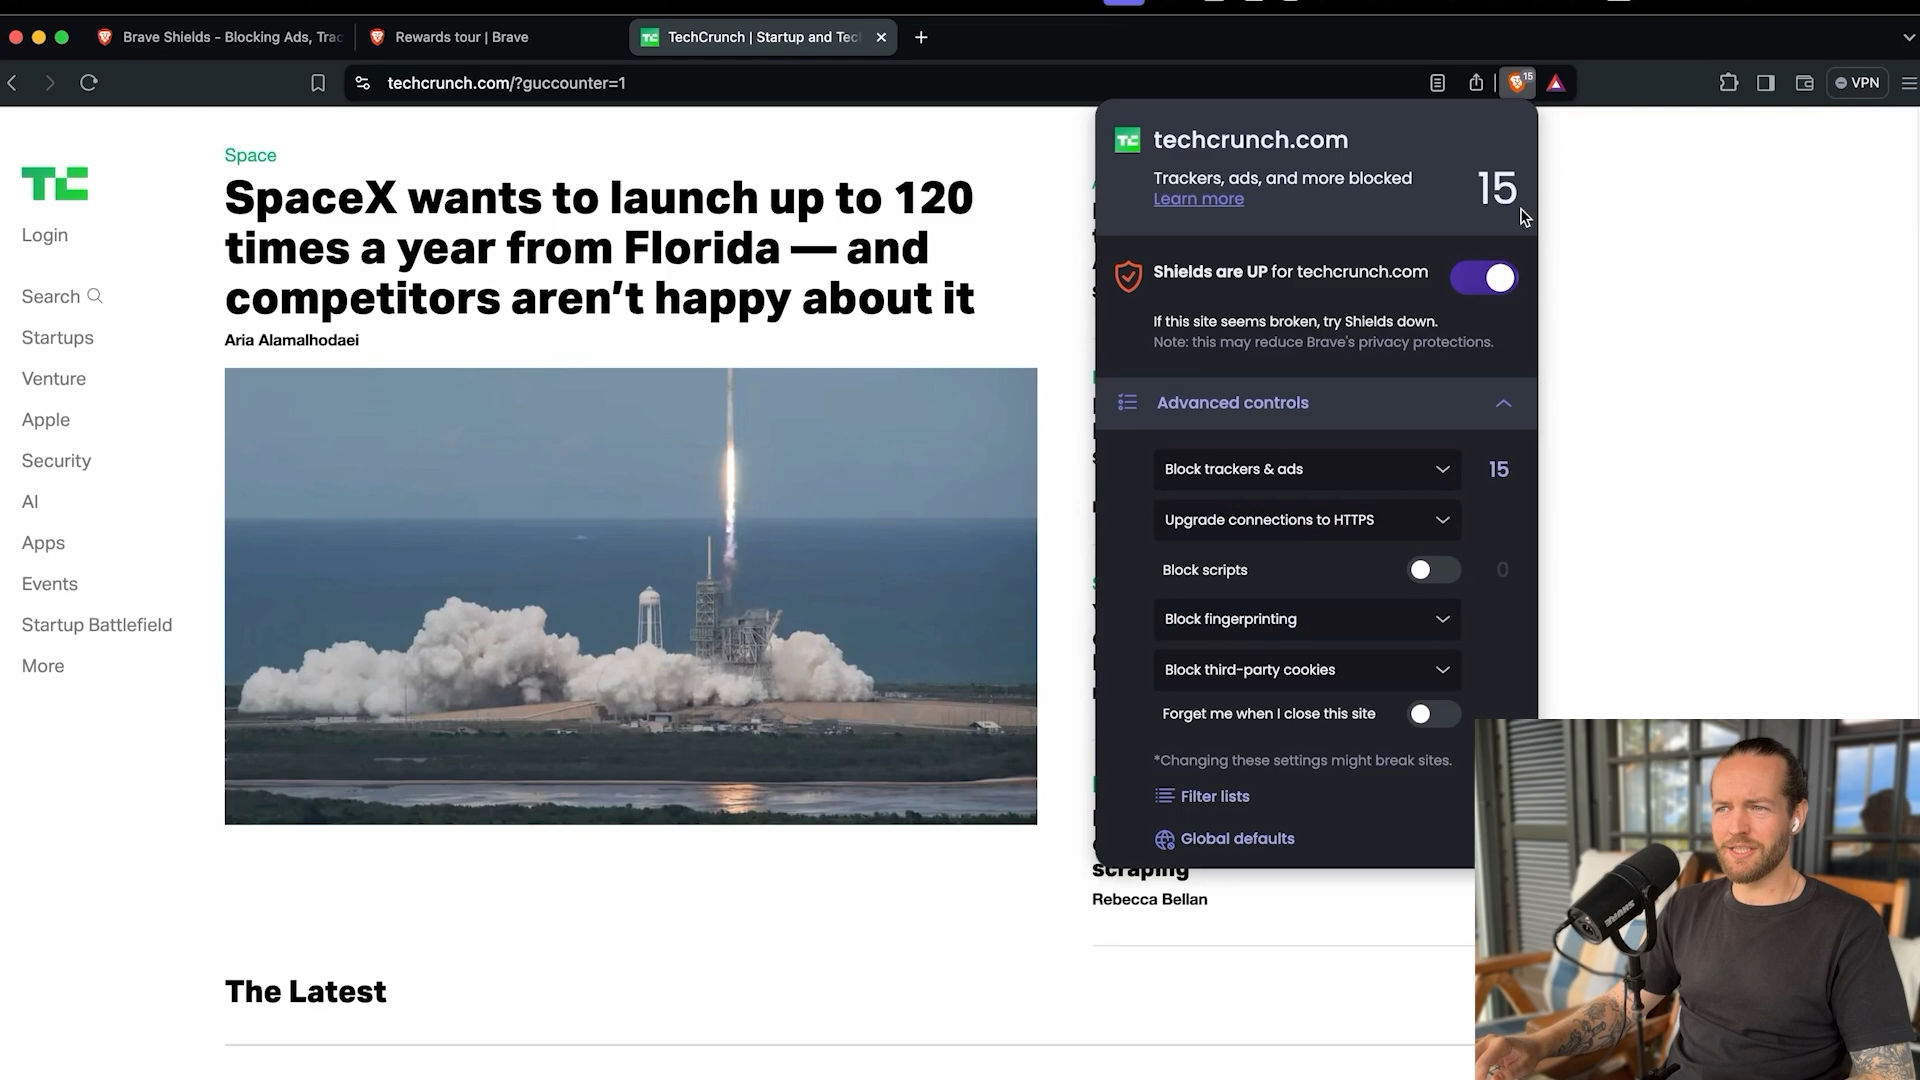 Brave Shields - Blocking Ads, Trac
Rewards tour | Brave
TechCrunch | Startup and Tec
techcrunch.com/?guccounter=1
15
VPN
Login
Search
Startups
Venture
Apple
Security
AI
Apps
Events
Startup Battlefield
More
Space
SpaceX wants to launch up to 120
times a year from Florida — and
competitors aren’t happy about it
Aria Alamalhodaei
The Latest
techcrunch.com
Trackers, ads, and more blocked
Learn more
15
Shields are UP for techcrunch.com
If this site seems broken, try Shields down.
Note: this may reduce Brave's privacy protections.
Advanced controls
Block trackers & ads
15
Upgrade connections to HTTPS
Block scripts
0
Block fingerprinting
Block third-party cookies
Forget me when I close this site
*Changing these settings might break sites.
Filter lists
Global defaults
scraping
Rebecca Bellan
SHURE